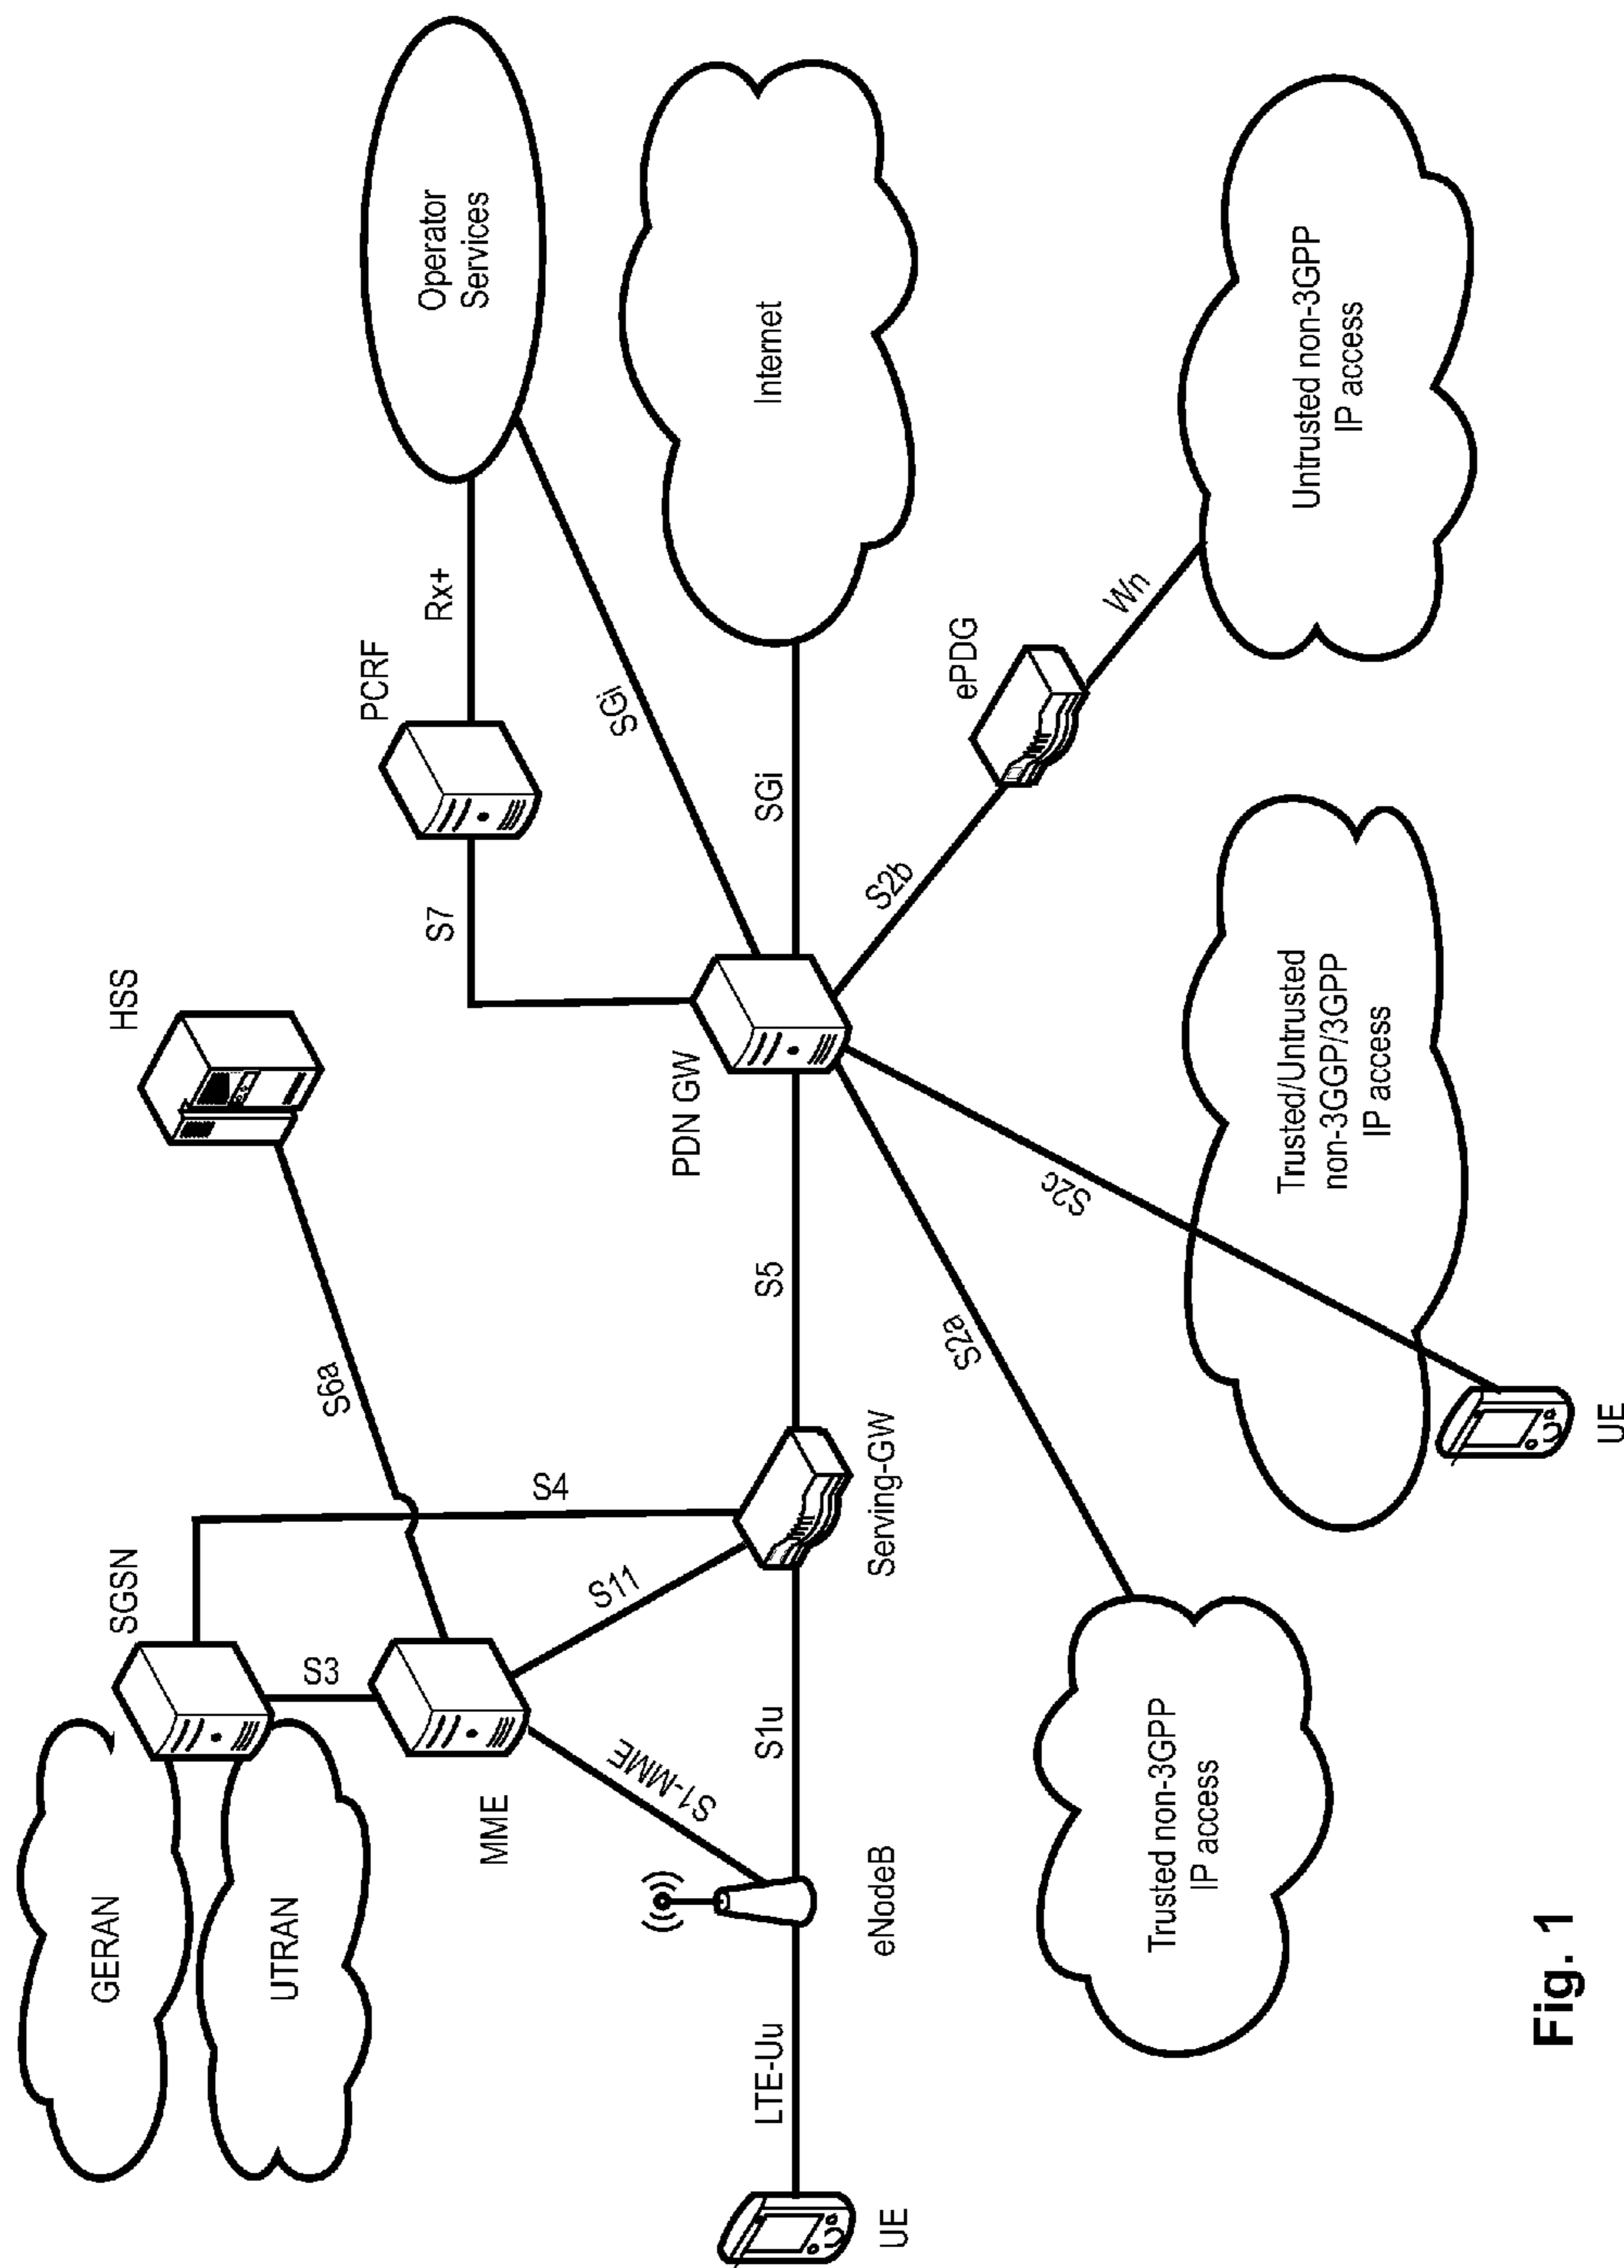 GERAN
UTRAN
SGSN
HSS
S3
S4
S6a
MME
S11
S1-MME
PCRF
S7
Rx+
Operator
Services
SGi
UE
LTE-Uu
eNodeB
S1u
Serving-GW
S5
PDN GW
SGi
Internet
S2a
S2c
S2b
ePDG
Wn
Trusted non-3GPP
IP access
UE
Trusted/Untrusted
non-3GGP/3GPP
IP access
Untrusted non-3GPP
IP access
Fig. 1